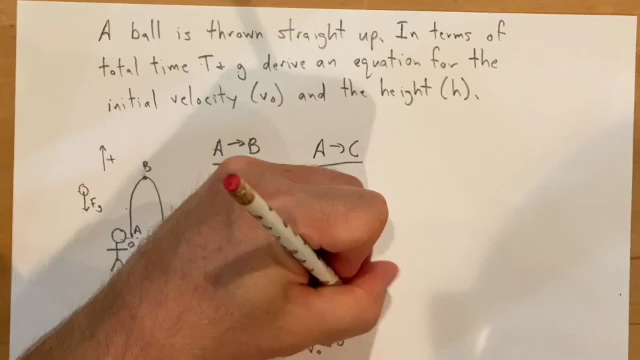 A ball is thrown straight up. In terms of
total time T + g derive an equation for the
initial velocity (v₀) and the height (h).
A→B A→C
+
B
Fg
A